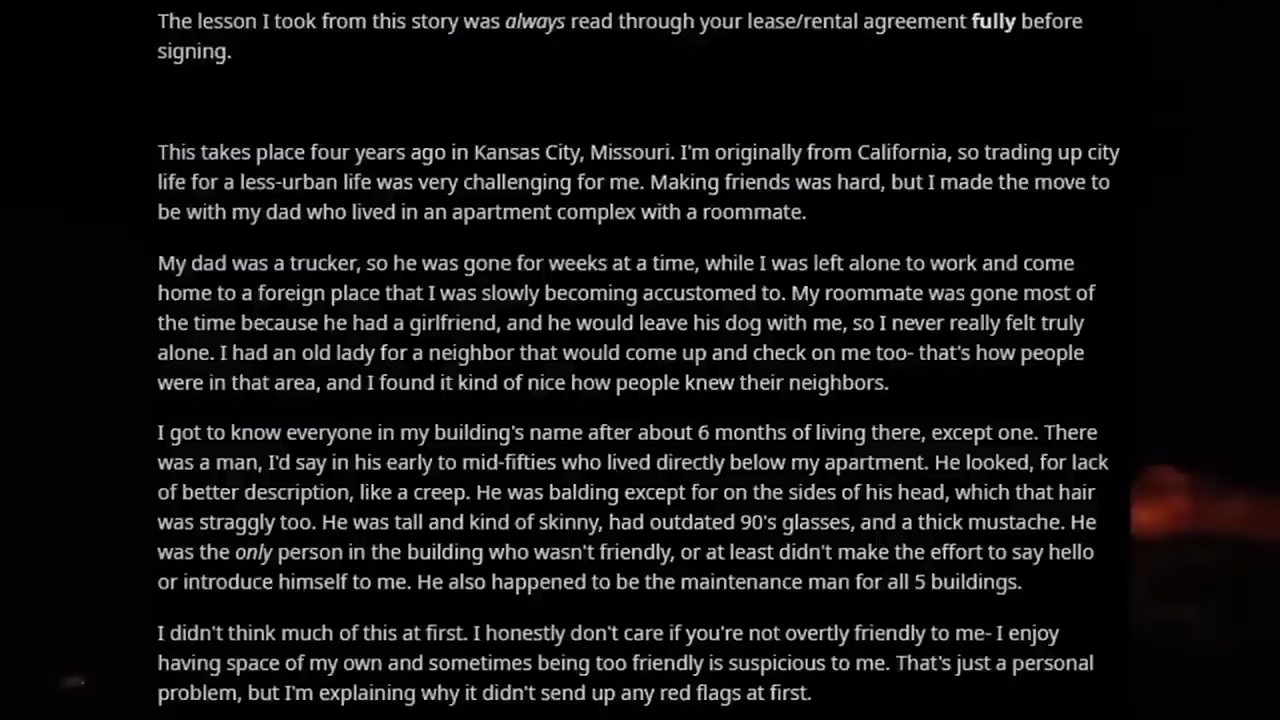 The lesson I took from this story was always read through your lease/rental agreement fully before
signing.
This takes place four years ago in Kansas City, Missouri. I'm originally from California, so trading up city
life for a less-urban life was very challenging for me. Making friends was hard, but I made the move to
be with my dad who lived in an apartment complex with a roommate.
My dad was a trucker, so he was gone for weeks at a time, while I was left alone to work and come
home to a foreign place that I was slowly becoming accustomed to. My roommate was gone most of
the time because he had a girlfriend, and he would leave his dog with me, so I never really felt truly
alone. I had an old lady for a neighbor that would come up and check on me too- that's how people
were in that area, and I found it kind of nice how people knew their neighbors.
I got to know everyone in my building's name after about 6 months of living there, except one. There
was a man, I'd say in his early to mid-fifties who lived directly below my apartment. He looked, for lack
of better description, like a creep. He was balding except for on the sides of his head, which that hair
was straggly too. He was tall and kind of skinny, had outdated 90's glasses, and a thick mustache. He
was the only person in the building who wasn't friendly, or at least didn't make the effort to say hello
or introduce himself to me. He also happened to be the maintenance man for all 5 buildings.
I didn't think much of this at first. I honestly don't care if you're not overtly friendly to me- I enjoy
having space of my own and sometimes being too friendly is suspicious to me. That's just a personal
problem, but I'm explaining why it didn't send up any red flags at first.